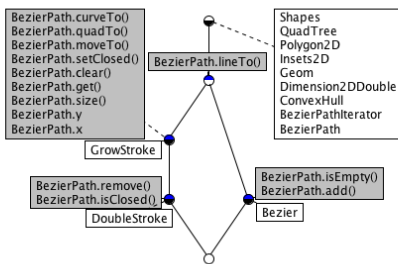 BezierPath.curveTo()
BezierPath.quadTo()
BezierPath.moveTo()
BezierPath.setClosed()
BezierPath.clear()
BezierPath.get()
BezierPath.size()
BezierPath.y
BezierPath.x
GrowStroke
BezierPath.lineTo()
Shapes
QuadTree
Polygon2D
Insets2D
Geom
Dimension2DDouble
ConvexHull
BezierPathIterator
BezierPath
BezierPath.remove()
BezierPath.isClosed()
DoubleStroke
BezierPath.isEmpty()
BezierPath.add()
Bezier